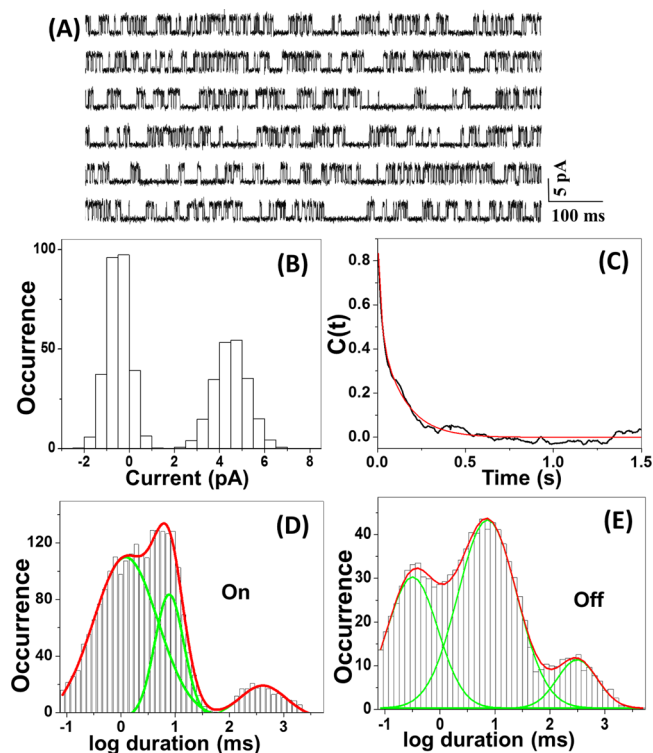 (A)
5 pA
100 ms
(B)
100
50
0
Occurrence
-2 0 2 4 6 8
Current (pA)
(C)
0.8
0.6
0.4
0.2
0.0
C(t)
0.0 0.5 1.0 1.5
Time (s)
(D)
On
120
80
40
0
Occurrence
-1 0 1 2 3
log duration (ms)
(E)
Off
40
30
20
10
0
Occurrence
-1 0 1 2 3
log duration (ms)